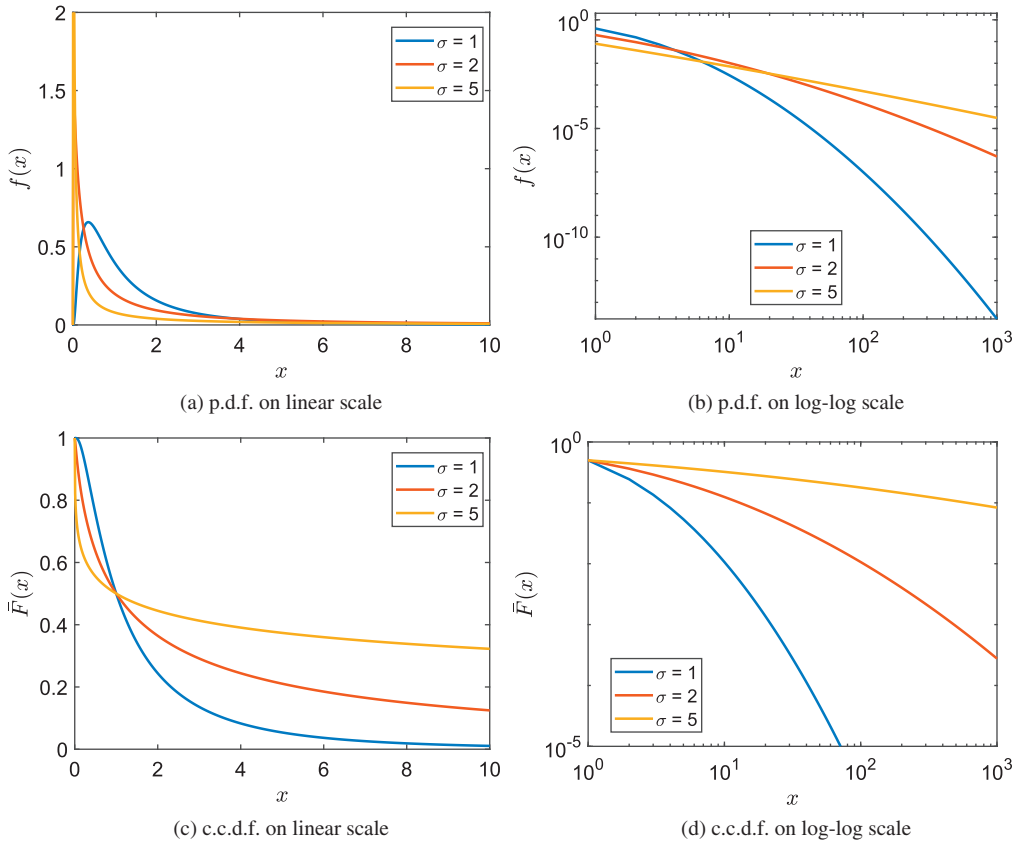 2
1.5
1
0.5
0
0 2 4 6 8 10
f(x)
x
σ = 1
σ = 2
σ = 5
(a) p.d.f. on linear scale
10^0
10^-5
10^-10
10^0 10^1 10^2 10^3
f(x)
x
σ = 1
σ = 2
σ = 5
(b) p.d.f. on log-log scale
1
0.8
0.6
0.4
0.2
0
0 2 4 6 8 10
F̄(x)
x
σ = 1
σ = 2
σ = 5
(c) c.c.d.f. on linear scale
10^0
10^-5
10^0 10^1 10^2 10^3
F̄(x)
x
σ = 1
σ = 2
σ = 5
(d) c.c.d.f. on log-log scale